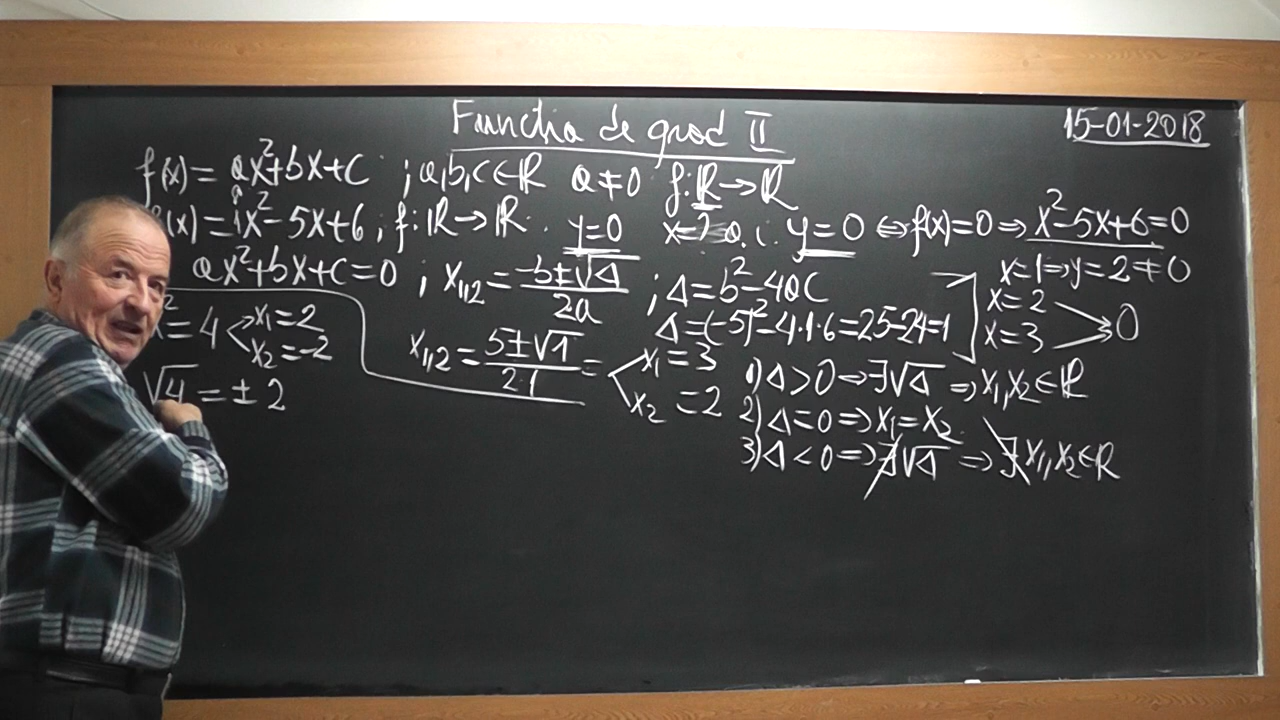 Functia de grad II
15-01-2018
f(x) = ax²+bx+c ; a,b,c∈ℝ a≠0 f:ℝ→ℝ
f(x) = 1x²-5x+6 ; f:ℝ→ℝ. y=0 x=? a.i. y=0 ⇔ f(x)=0 ⇒ x²-5x+6=0
ax²+bx+c=0 ; x₁,₂ = (-b±√Δ)/(2a) ; Δ=b²-4ac
x=1⇒y=2≠0
x=2
x=3 → 0
x²=4 x₁=2
x₂=-2
Δ=(-5)²-4·1·6=25-24=1
x₁,₂ = (5±√1)/(2·1) = x₁=3
x₂=2
√4 = ±2
1) Δ>0 ⇒ ∃√Δ ⇒ x₁,x₂∈ℝ
2) Δ=0 ⇒ x₁=x₂
3) Δ<0 ⇒ ∄√Δ ⇒ ∄x₁,x₂∈ℝ